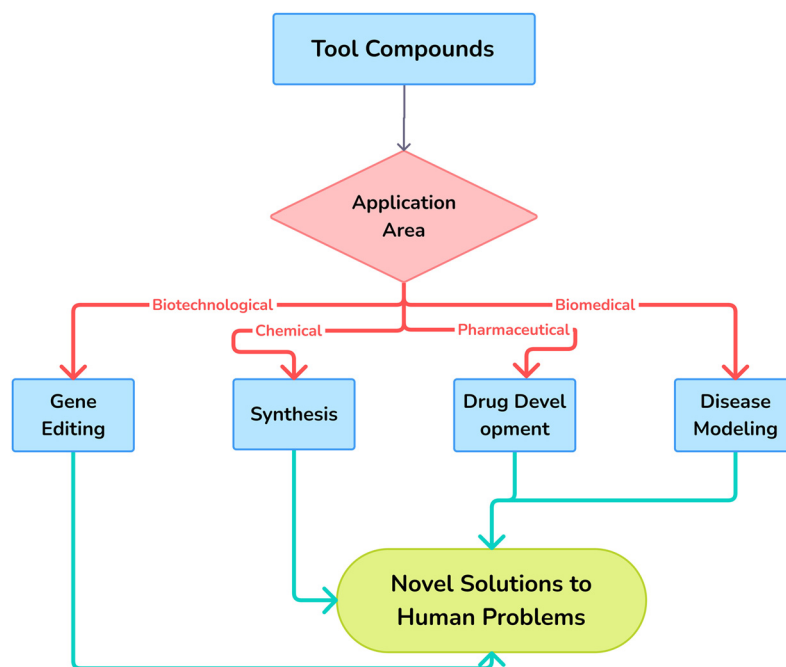 Tool Compounds
Application
Area
Biotechnological
Biomedical
Chemical
Pharmaceutical
Gene
Editing
Synthesis
Drug Devel
opment
Disease
Modeling
Novel Solutions to
Human Problems